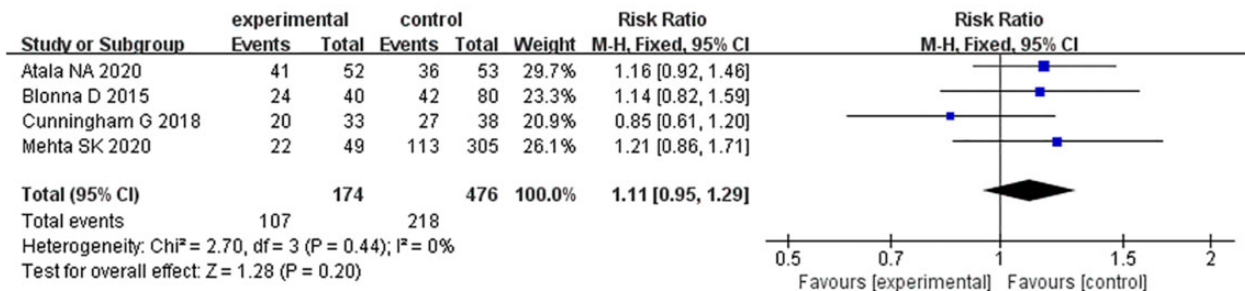 experimental control Risk Ratio Risk Ratio
Study or Subgroup Events Total Events Total Weight M-H, Fixed, 95% CI M-H, Fixed, 95% CI
Atala NA 2020 41 52 36 53 29.7% 1.16 [0.92, 1.46]
Blonna D 2015 24 40 42 80 23.3% 1.14 [0.82, 1.59]
Cunningham G 2018 20 33 27 38 20.9% 0.85 [0.61, 1.20]
Mehta SK 2020 22 49 113 305 26.1% 1.21 [0.86, 1.71]
Total (95% CI) 174 476 100.0% 1.11 [0.95, 1.29]
Total events 107 218
Heterogeneity: Chi² = 2.70, df = 3 (P = 0.44); I² = 0%
Test for overall effect: Z = 1.28 (P = 0.20)
0.5 0.7 1 1.5 2
Favours [experimental] Favours [control]